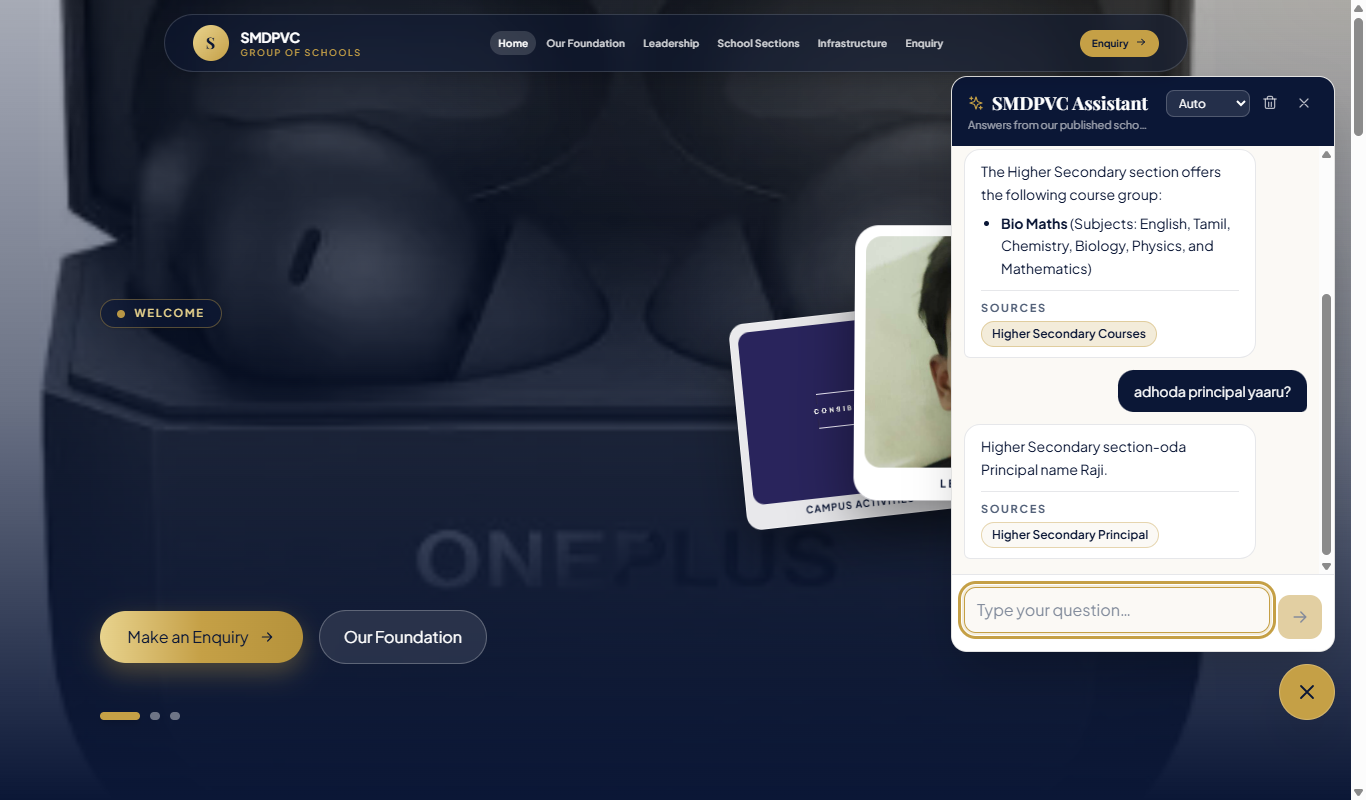 S
SMDPVC
GROUP OF SCHOOLS
Home
Our Foundation
Leadership
School Sections
Infrastructure
Enquiry
Enquiry
SMDPVC Assistant
Auto
Answers from our published scho...
The Higher Secondary section offers
the following course group:
• Bio Maths (Subjects: English, Tamil,
Chemistry, Biology, Physics, and
Mathematics)
SOURCES
Higher Secondary Courses
adhoda principal yaaru?
Higher Secondary section-oda
Principal name Raji.
SOURCES
Higher Secondary Principal
Type your question...
WELCOME
CAMPUS ACTIVITIES
ONEPLUS
Make an Enquiry
Our Foundation